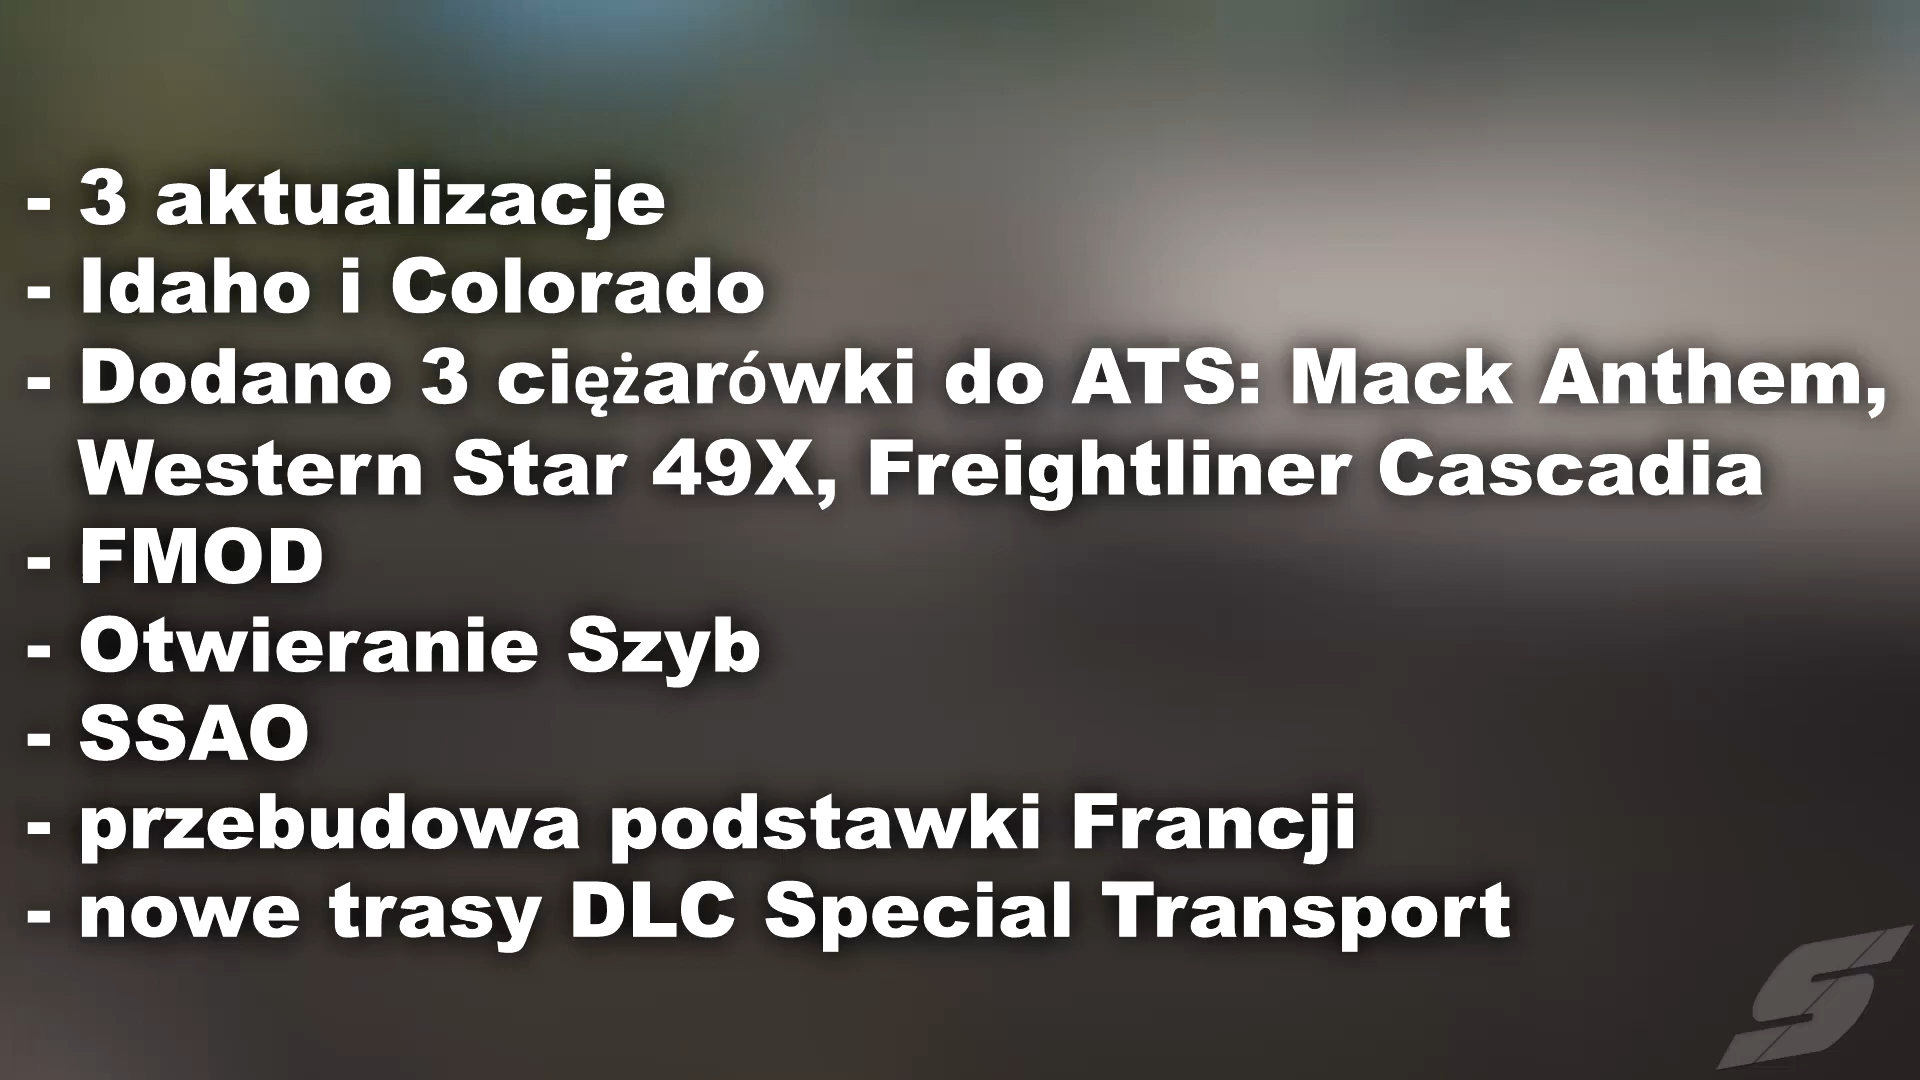 - 3 aktualizacje
- Idaho i Colorado
- Dodano 3 ciężarówki do ATS: Mack Anthem,
Western Star 49X, Freightliner Cascadia
- FMOD
- Otwieranie Szyb
- SSAO
- przebudowa podstawki Francji
- nowe trasy DLC Special Transport